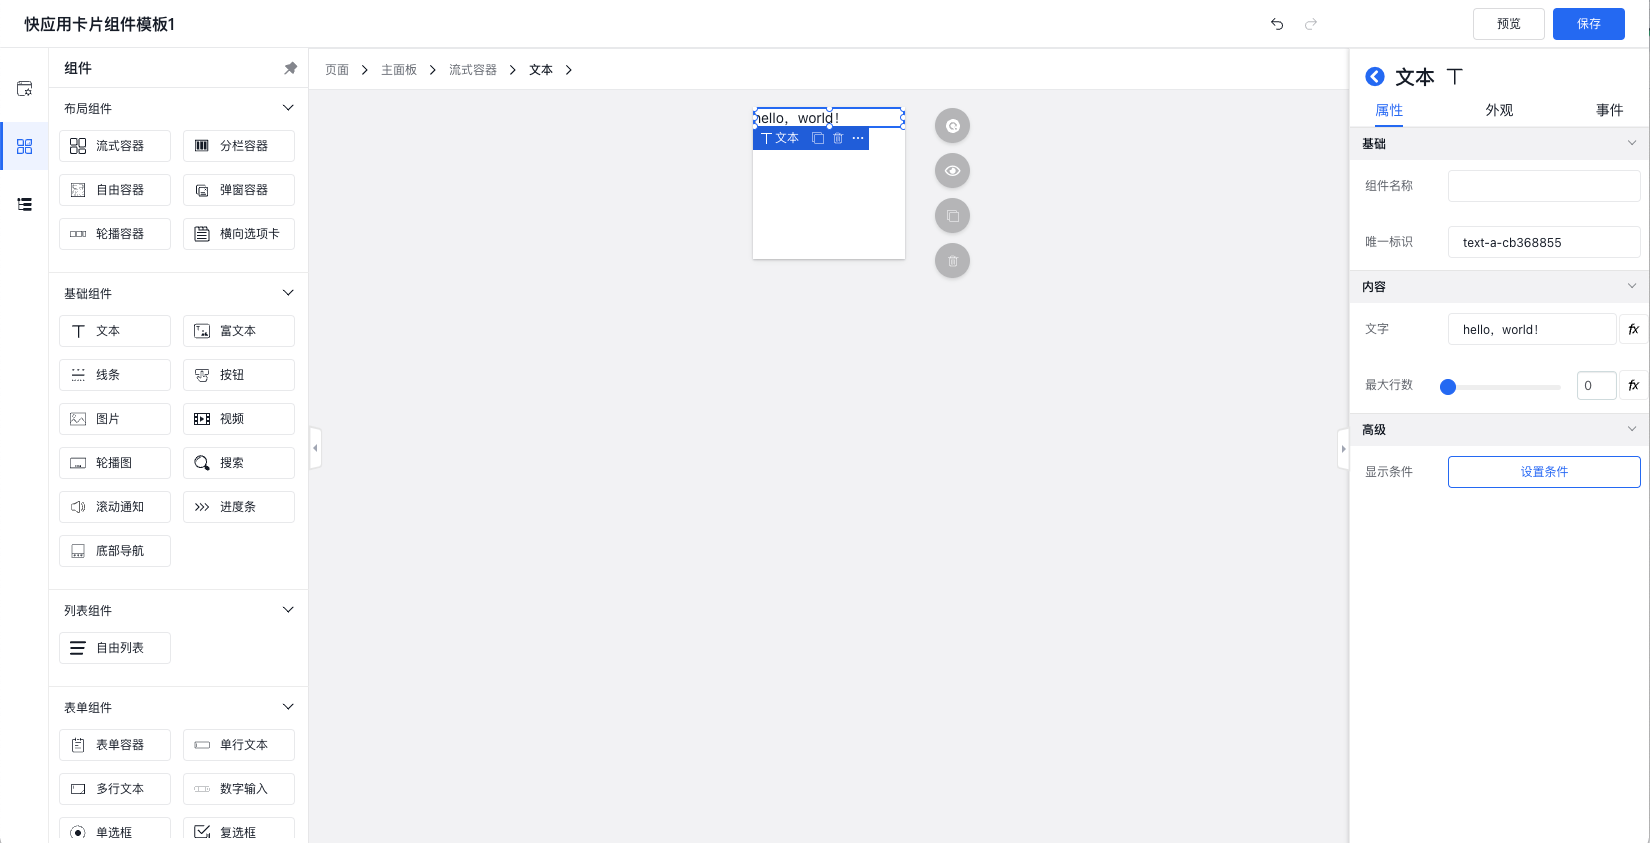 快应用卡片组件模板1
预览
保存
组件
布局组件
流式容器
分栏容器
自由容器
弹窗容器
轮播容器
横向选项卡
基础组件
文本
富文本
线条
按钮
图片
视频
轮播图
搜索
滚动通知
进度条
底部导航
列表组件
自由列表
表单组件
表单容器
单行文本
多行文本
数字输入
单选框
复选框
页面 > 主面板 > 流式容器 > 文本 >
hello，world！
文本
文本
属性
外观
事件
基础
组件名称
唯一标识
text-a-cb368855
内容
文字
hello，world！
fx
最大行数
0
fx
高级
显示条件
设置条件